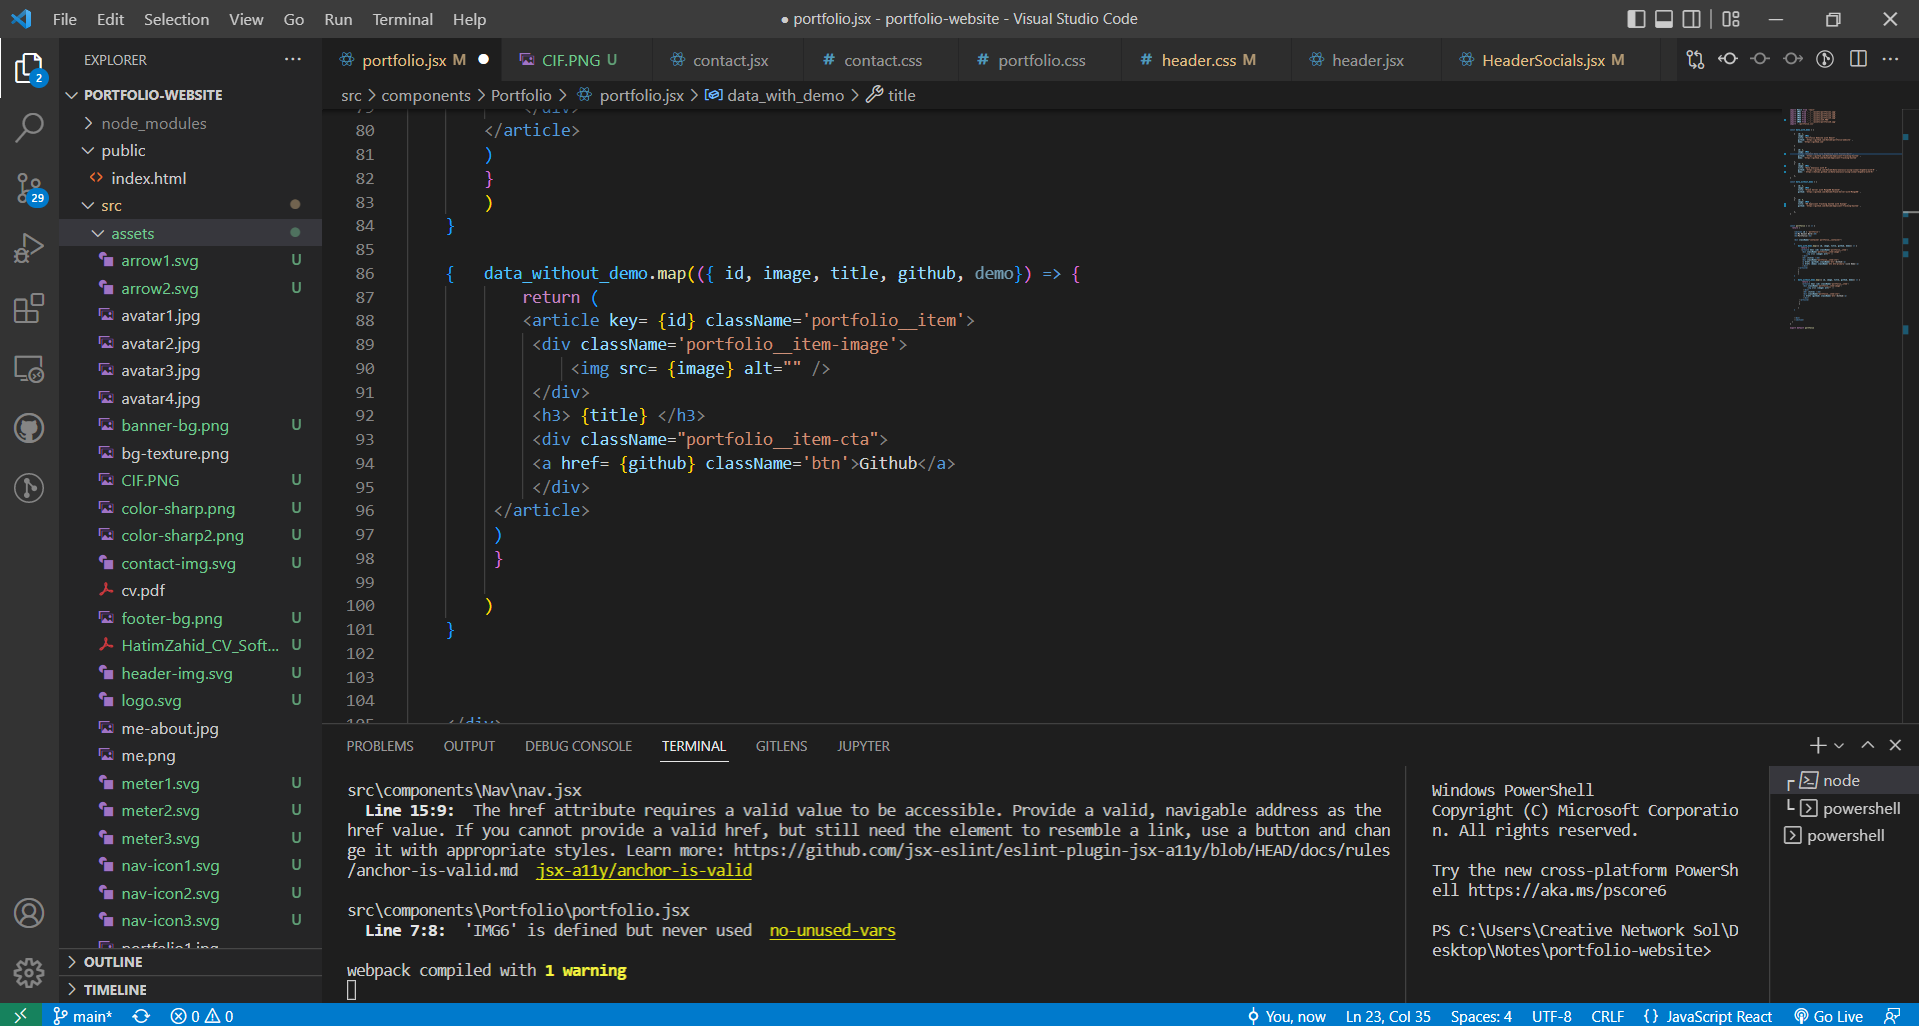 File Edit Selection View Go Run Terminal Help
● portfolio.jsx - portfolio-website - Visual Studio Code
EXPLORER
PORTFOLIO-WEBSITE
node_modules
public
index.html
src
assets
arrow1.svg U
arrow2.svg U
avatar1.jpg
avatar2.jpg
avatar3.jpg
avatar4.jpg
banner-bg.png U
bg-texture.png
CIF.PNG U
color-sharp.png U
color-sharp2.png U
contact-img.svg U
cv.pdf
footer-bg.png U
HatimZahid_CV_Soft... U
header-img.svg U
logo.svg U
me-about.jpg
me.png
meter1.svg U
meter2.svg U
meter3.svg U
nav-icon1.svg U
nav-icon2.svg U
nav-icon3.svg U
portfolio1.jpg
OUTLINE
TIMELINE
2
29
portfolio.jsx M CIF.PNG U contact.jsx # contact.css # portfolio.css # header.css M header.jsx HeaderSocials.jsx M
src > components > Portfolio > portfolio.jsx > data_with_demo > title
79 </div>
80 </article>
81 )
82 }
83 )
84 }
85
86 { data_without_demo.map(({ id, image, title, github, demo}) => {
87 return (
88 <article key= {id} className='portfolio__item'>
89 <div className='portfolio__item-image'>
90 <img src= {image} alt="" />
91 </div>
92 <h3> {title} </h3>
93 <div className="portfolio__item-cta">
94 <a href= {github} className='btn'>Github</a>
95 </div>
96 </article>
97 )
98 }
99
100 )
101 }
102
103
104
105 </div>
PROBLEMS OUTPUT DEBUG CONSOLE TERMINAL GITLENS JUPYTER
src\components\Nav\nav.jsx
Line 15:9: The href attribute requires a valid value to be accessible. Provide a valid, navigable address as the
href value. If you cannot provide a valid href, but still need the element to resemble a link, use a button and chan
ge it with appropriate styles. Learn more: https://github.com/jsx-eslint/eslint-plugin-jsx-a11y/blob/HEAD/docs/rules
/anchor-is-valid.md jsx-a11y/anchor-is-valid
src\components\Portfolio\portfolio.jsx
Line 7:8: 'IMG6' is defined but never used no-unused-vars
webpack compiled with 1 warning
Windows PowerShell
Copyright (C) Microsoft Corporatio
n. All rights reserved.
Try the new cross-platform PowerSh
ell https://aka.ms/pscore6
PS C:\Users\Creative Network Sol\D
esktop\Notes\portfolio-website>
node
powershell
powershell
main* 0 0 You, now Ln 23, Col 35 Spaces: 4 UTF-8 CRLF {} JavaScript React Go Live